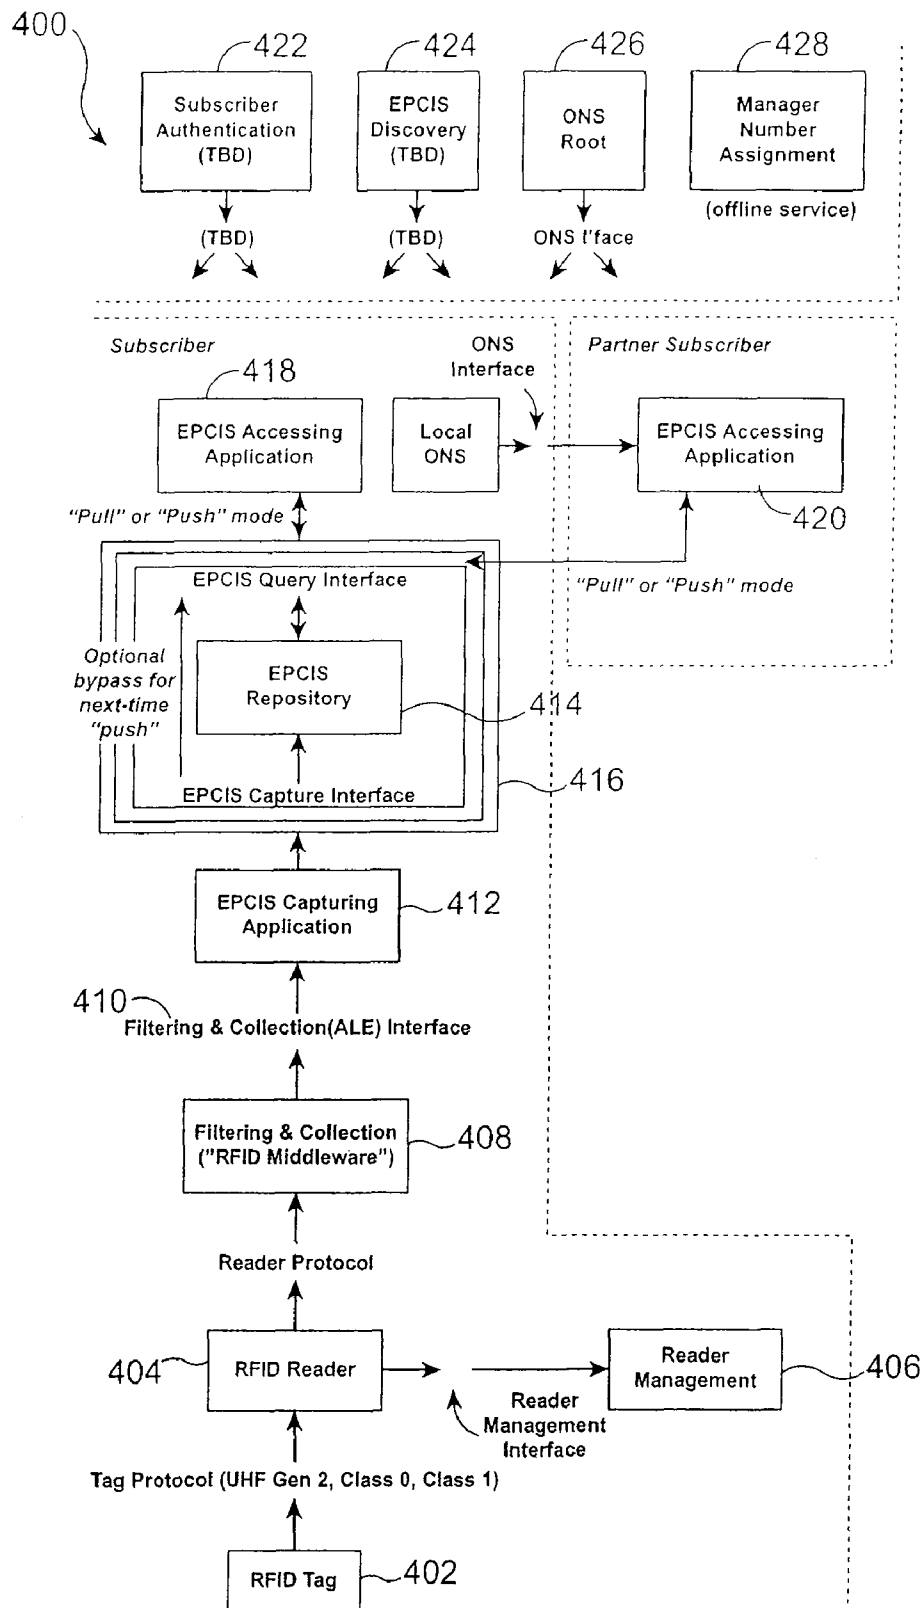 400
422
424
426
428
Subscriber
Authentication
(TBD)
EPCIS
Discovery
(TBD)
ONS
Root
Manager
Number
Assignment
(offline service)
(TBD)
(TBD)
ONS I'face
Subscriber
ONS
Interface
Partner Subscriber
418
EPCIS Accessing
Application
Local
ONS
EPCIS Accessing
Application
420
"Pull" or "Push" mode
"Pull" or "Push" mode
EPCIS Query Interface
Optional
bypass for
next-time
"push"
EPCIS
Repository
414
EPCIS Capture Interface
416
EPCIS Capturing
Application
412
410
Filtering & Collection(ALE) Interface
Filtering & Collection
("RFID Middleware")
408
Reader Protocol
404
RFID Reader
Reader
Management
406
Reader
Management
Interface
Tag Protocol (UHF Gen 2, Class 0, Class 1)
RFID Tag
402